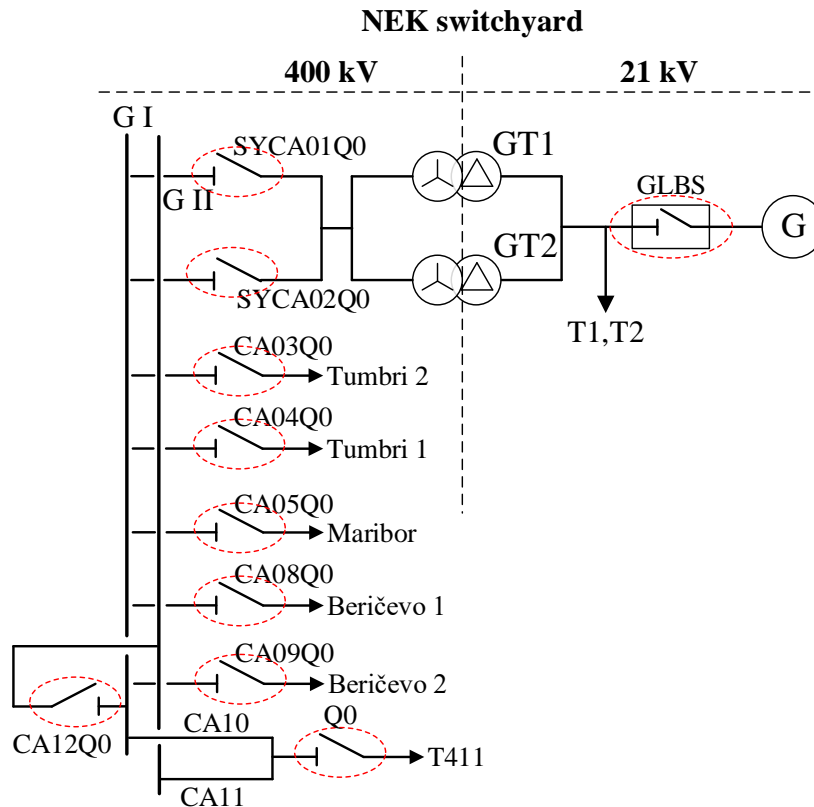 NEK switchyard
400 kV
21 kV
G I
SYCA01Q0
GT1
GLBS
G II
G
GT2
SYCA02Q0
T1,T2
CA03Q0
Tumbri 2
CA04Q0
Tumbri 1
CA05Q0
Maribor
CA08Q0
Beričevo 1
CA09Q0
Beričevo 2
CA10
Q0
CA12Q0
T411
CA11